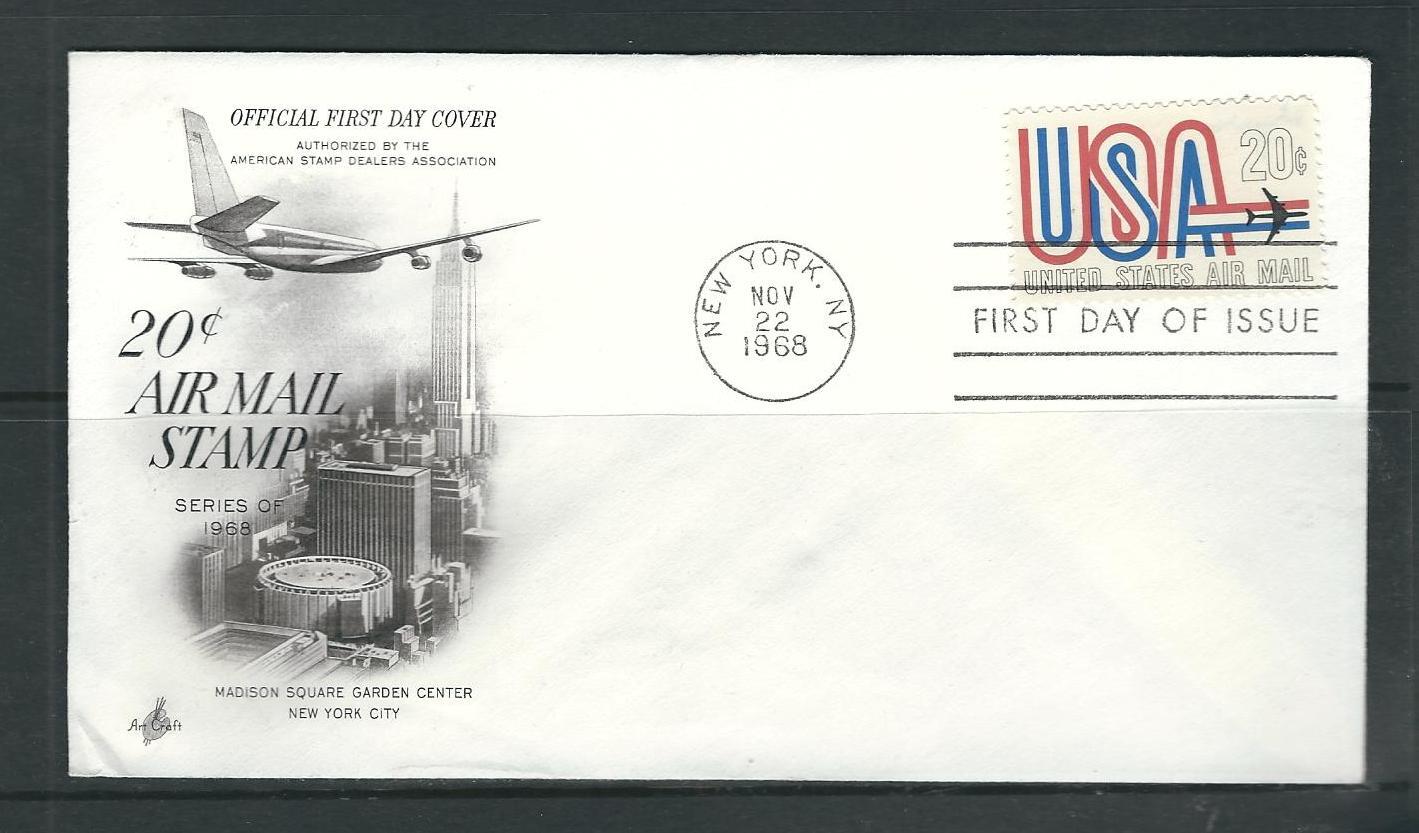 OFFICIAL FIRST DAY COVER
AUTHORIZED BY THE
AMERICAN STAMP DEALERS ASSOCIATION
20¢
AIR MAIL
STAMP
SERIES OF
1968
MADISON SQUARE GARDEN CENTER
NEW YORK CITY
Art Craft
NEW YORK, NY
NOV
22
1968
USA 20¢
UNITED STATES AIR MAIL
FIRST DAY OF ISSUE